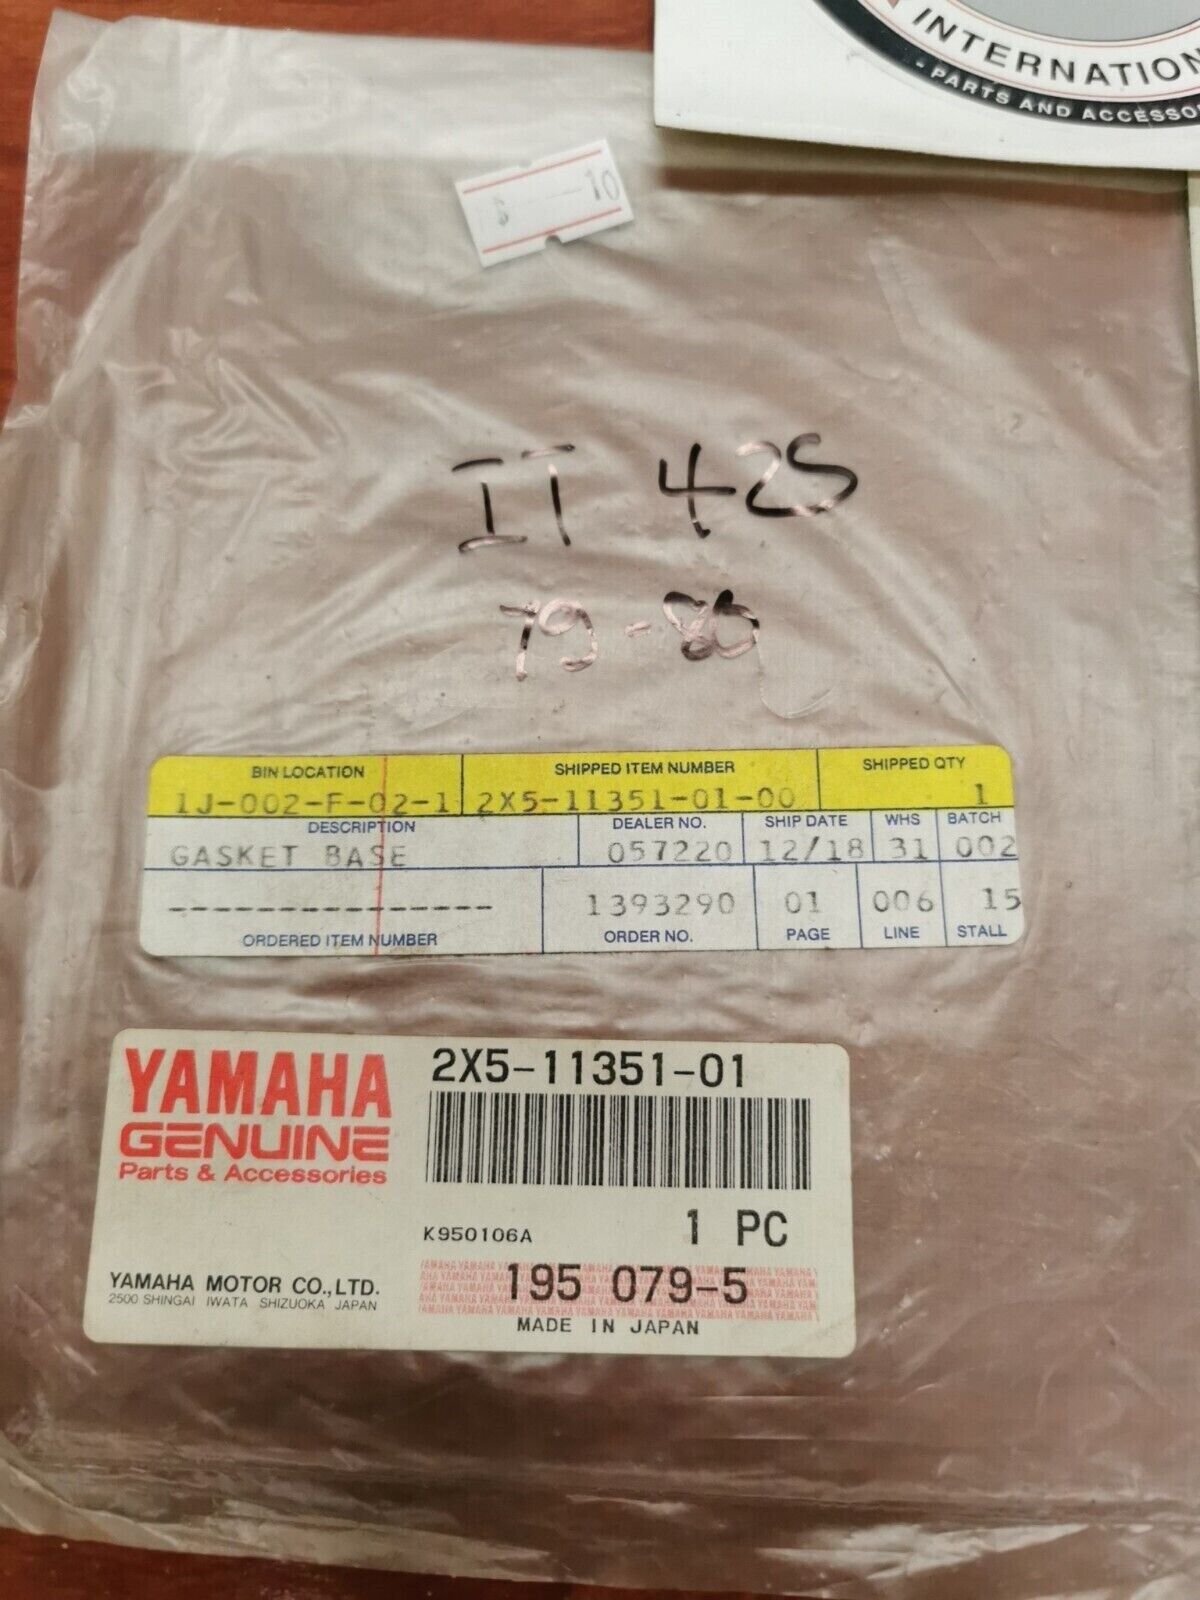 INTERNATION
- PARTS AND ACCESSO
10
IT 425
79-80
BIN LOCATION SHIPPED ITEM NUMBER SHIPPED QTY
1J-002-F-02-1 2X5-11351-01-00 1
DESCRIPTION DEALER NO. SHIP DATE WHS BATCH
GASKET BASE 057220 12/18 31 002
-------------- 1393290 01 006 15
ORDERED ITEM NUMBER ORDER NO. PAGE LINE STALL
YAMAHA
GENUINE
Parts & Accessories
2X5-11351-01
K950106A 1 PC
195 079-5
MADE IN JAPAN
YAMAHA MOTOR CO.,LTD.
2500 SHINGAI IWATA SHIZUOKA JAPAN